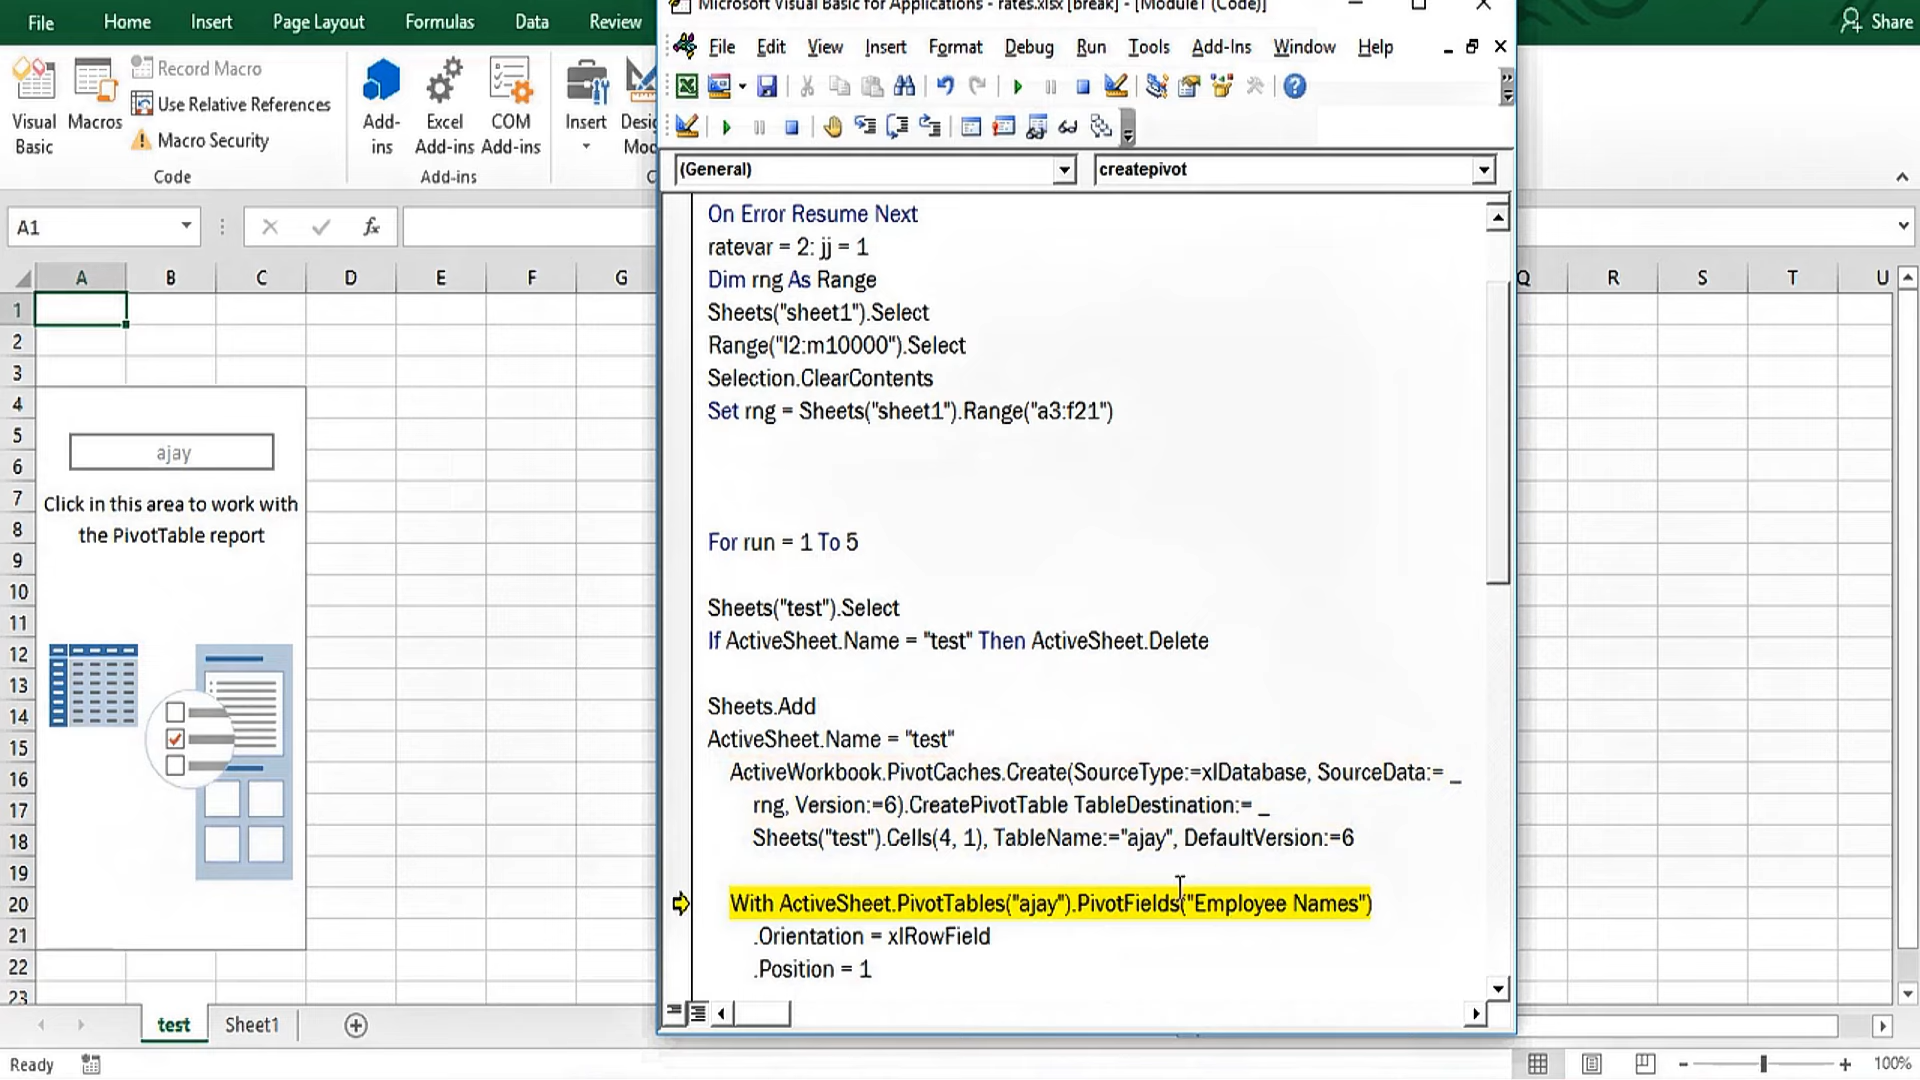 File Home Insert Page Layout Formulas Data Review
Share
Record Macro
Use Relative References
Macro Security
Visual Basic
Macros
Code
Add-ins
Excel Add-ins
COM Add-ins
Add-ins
Insert
A1
fx
A B C D E F G
Q R S T U
1
2
3
4
5
6
7
8
9
10
11
12
13
14
15
16
17
18
19
20
21
22
23
ajay
Click in this area to work with
the PivotTable report
test Sheet1
Ready
100%
Microsoft Visual Basic for Applications - rates.xlsx [break] - [Module1 (Code)]
File Edit View Insert Format Debug Run Tools Add-Ins Window Help
(General) createpivot
On Error Resume Next
ratevar = 2: jj = 1
Dim rng As Range
Sheets("sheet1").Select
Range("l2:m10000").Select
Selection.ClearContents
Set rng = Sheets("sheet1").Range("a3:f21")
For run = 1 To 5
Sheets("test").Select
If ActiveSheet.Name = "test" Then ActiveSheet.Delete
Sheets.Add
ActiveSheet.Name = "test"
ActiveWorkbook.PivotCaches.Create(SourceType:=xlDatabase, SourceData:= _
rng, Version:=6).CreatePivotTable TableDestination:= _
Sheets("test").Cells(4, 1), TableName:="ajay", DefaultVersion:=6
With ActiveSheet.PivotTables("ajay").PivotFields("Employee Names")
.Orientation = xlRowField
.Position = 1